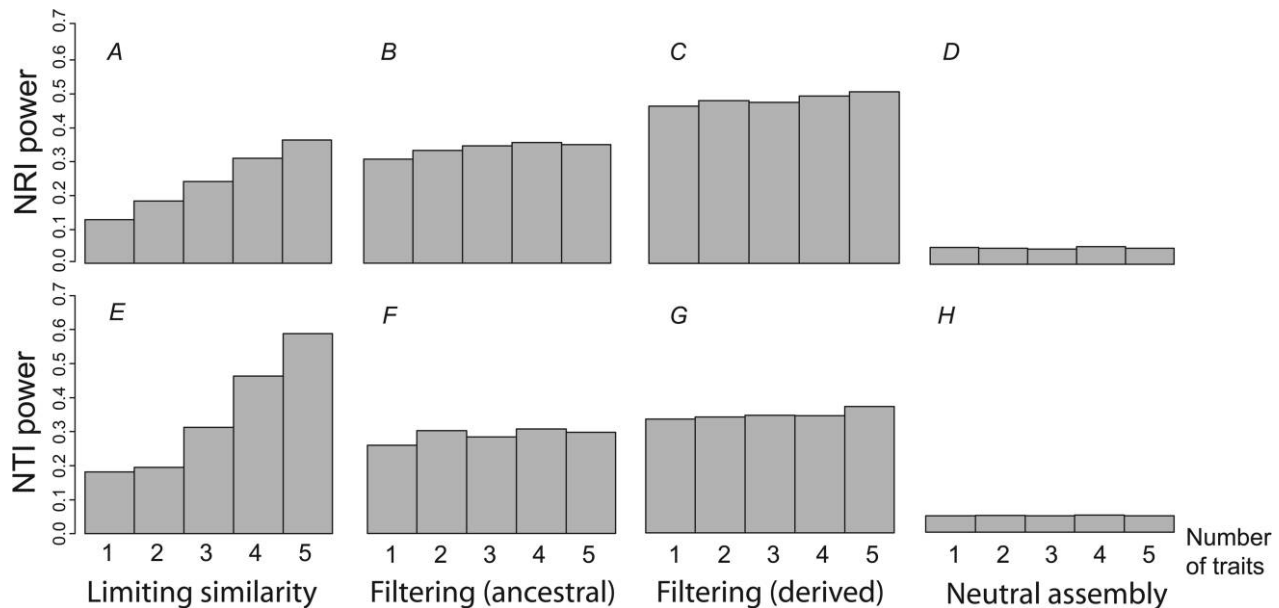 A
B
C
D
NRI power
0.0 0.1 0.2 0.3 0.4 0.5 0.6 0.7
E
F
G
H
NTI power
0.0 0.1 0.2 0.3 0.4 0.5 0.6 0.7
1 2 3 4 5
1 2 3 4 5
1 2 3 4 5
1 2 3 4 5
Number
of traits
Limiting similarity
Filtering (ancestral)
Filtering (derived)
Neutral assembly